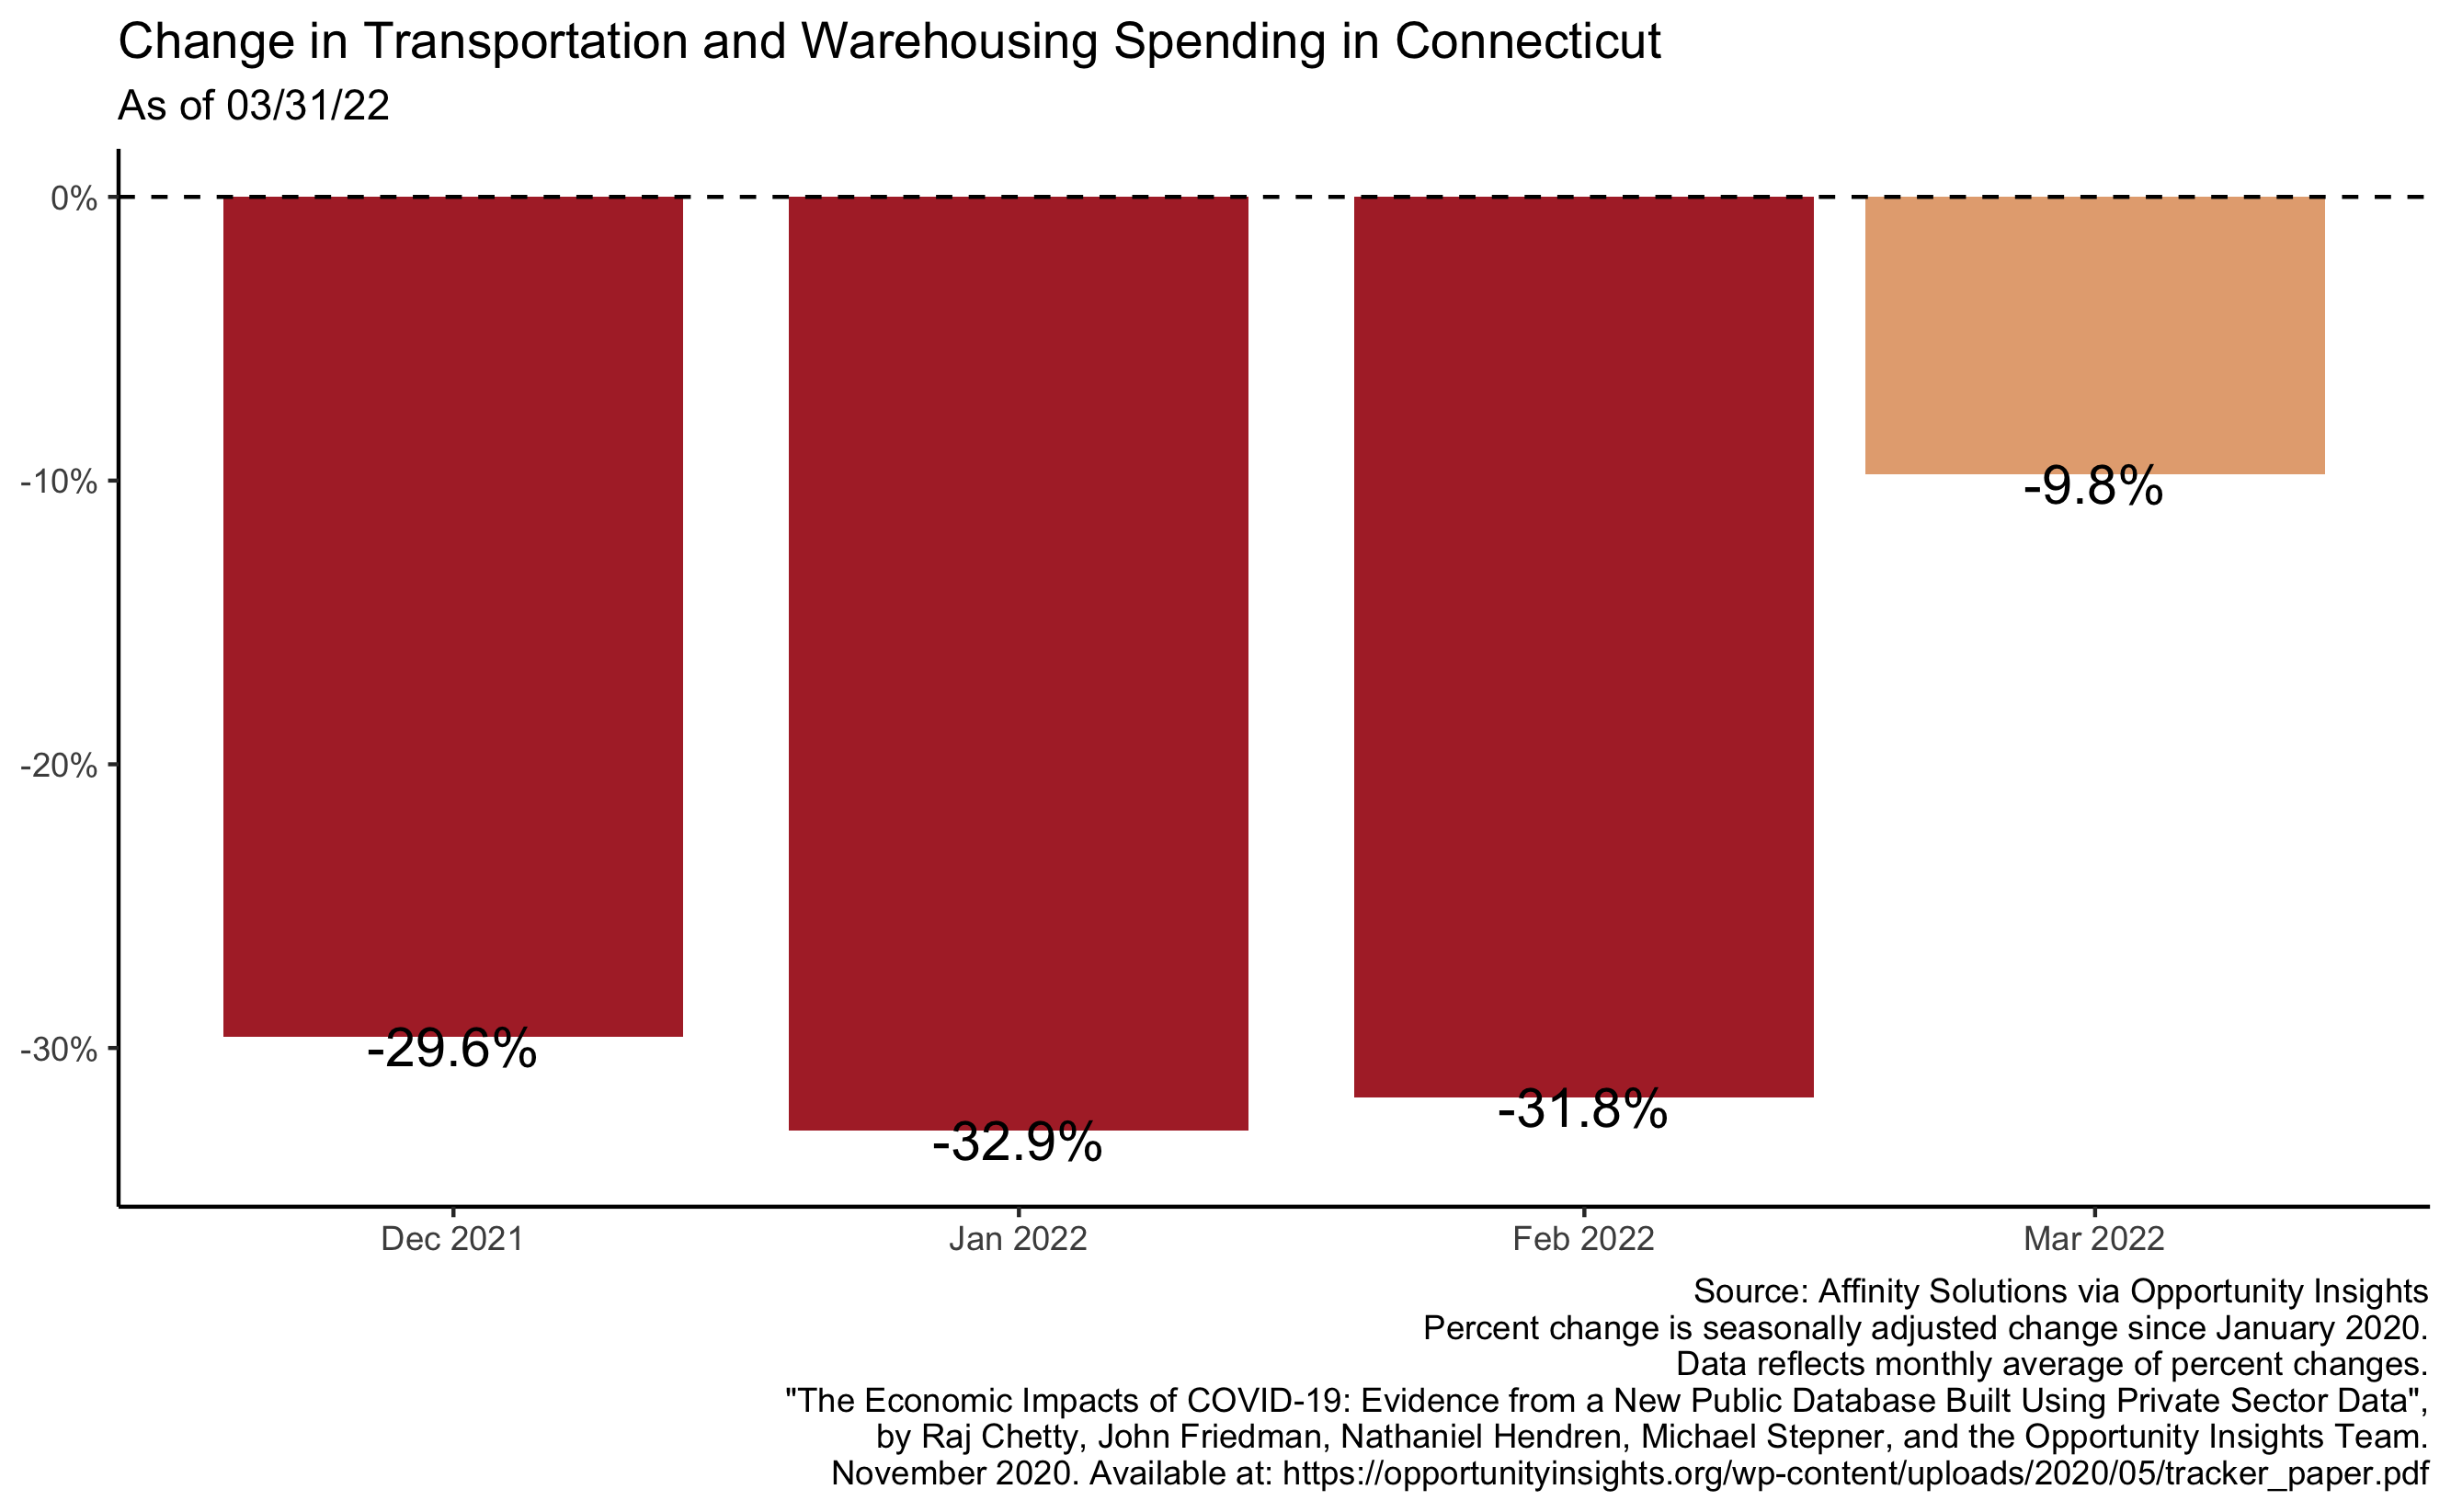 Change in Transportation and Warehousing Spending in Connecticut
As of 03/31/22
0%
-10%
-20%
-30%
-29.6%
-32.9%
-31.8%
-9.8%
Dec 2021
Jan 2022
Feb 2022
Mar 2022
Source: Affinity Solutions via Opportunity Insights
Percent change is seasonally adjusted change since January 2020.
Data reflects monthly average of percent changes.
"The Economic Impacts of COVID-19: Evidence from a New Public Database Built Using Private Sector Data",
by Raj Chetty, John Friedman, Nathaniel Hendren, Michael Stepner, and the Opportunity Insights Team.
November 2020. Available at: https://opportunityinsights.org/wp-content/uploads/2020/05/tracker_paper.pdf